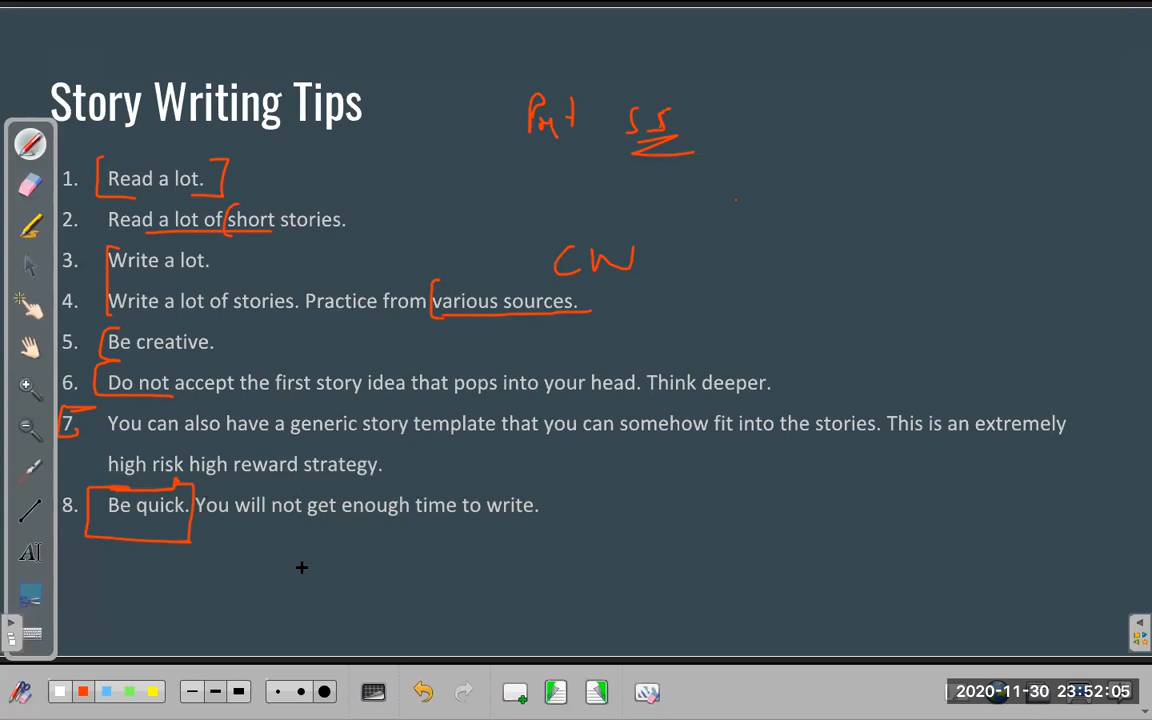 Story Writing Tips
SS
1. Read a lot.
2. Read a lot of short stories.
CW
3. Write a lot.
4. Write a lot of stories. Practice from various sources.
5. Be creative.
6. Do not accept the first story idea that pops into your head. Think deeper.
7. You can also have a generic story template that you can somehow fit into the stories. This is an extremely
high risk high reward strategy.
8. Be quick. You will not get enough time to write.
2020-11-30 23:52:05